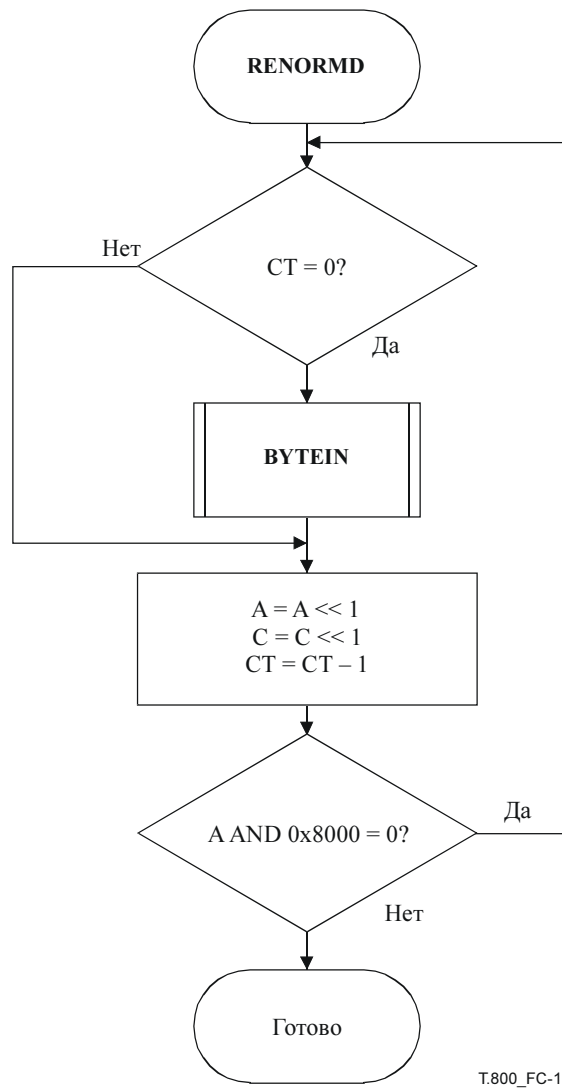 RENORMD
Нет
CT = 0?
Да
BYTEIN
A = A << 1
C = C << 1
CT = CT – 1
A AND 0x8000 = 0?
Да
Нет
Готово
T.800_FC-1